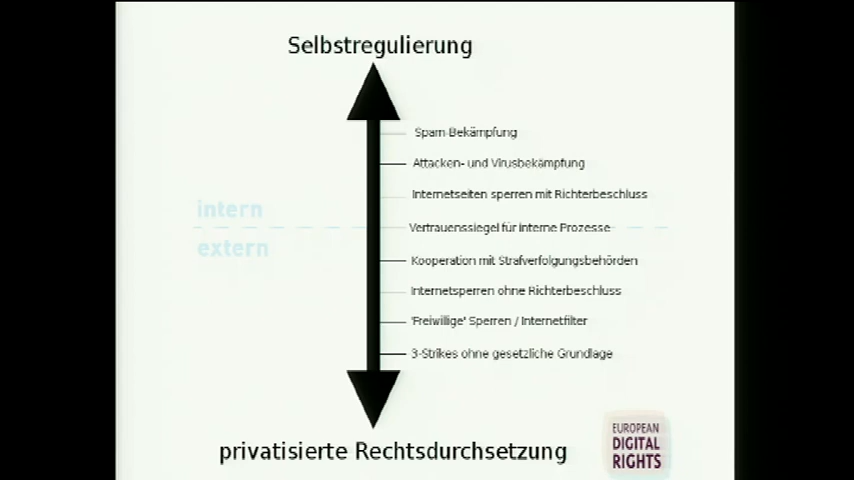 Selbstregulierung
Spam-Bekämpfung
Attacken- und Virusbekämpfung
Internetseiten sperren mit Richterbeschluss
intern
Vertrauenssiegel für interne Prozesse
extern
Kooperation mit Strafverfolgungsbehörden
Internetsperren ohne Richterbeschluss
'Freiwillige' Sperren / Internetfilter
3-Strikes ohne gesetzliche Grundlage
privatisierte Rechtsdurchsetzung
EUROPEAN
DIGITAL
RIGHTS